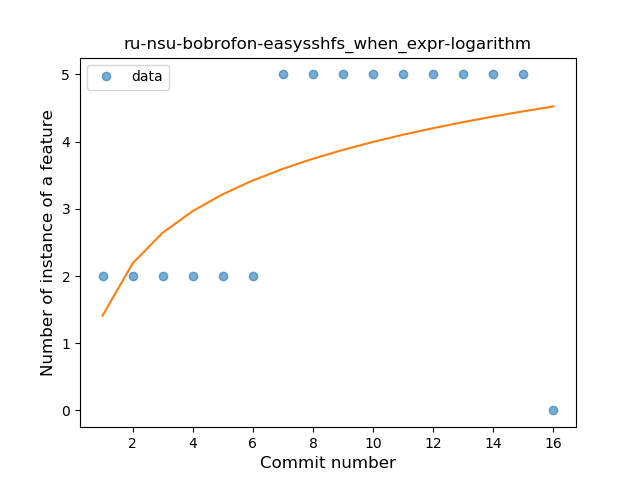 ru-nsu-bobrofon-easysshfs_when_expr-logarithm
data
Number of instance of a feature
5
4
3
2
1
0
2 4 6 8 10 12 14 16
Commit number